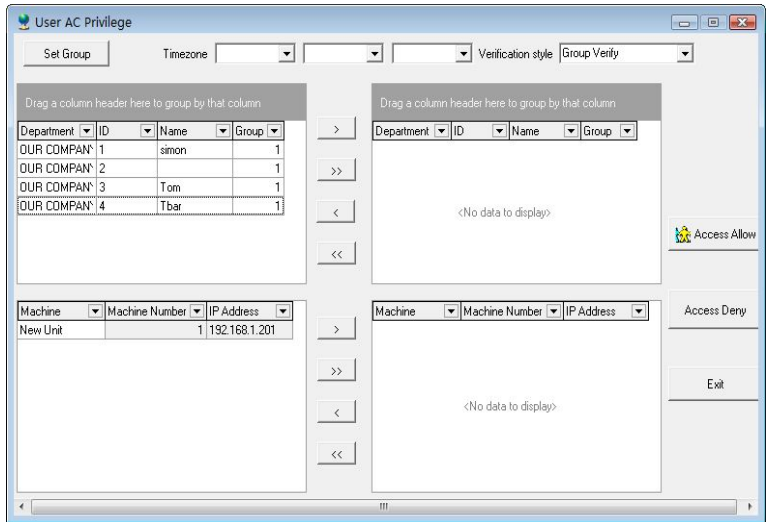 User AC Privilege
Set Group Timezone Verification style Group Verify
Drag a column header here to group by that column
Department ID Name Group
OUR COMPANY 1 simon 1
OUR COMPANY 2 1
OUR COMPANY 3 Tom 1
OUR COMPANY 4 Tbar 1
>
>>
<
<<
Drag a column header here to group by that column
Department ID Name Group
<No data to display>
Access Allow
Access Deny
Exit
Machine Machine Number IP Address
New Unit 1 192.168.1.201
>
>>
<
<<
Machine Machine Number IP Address
<No data to display>